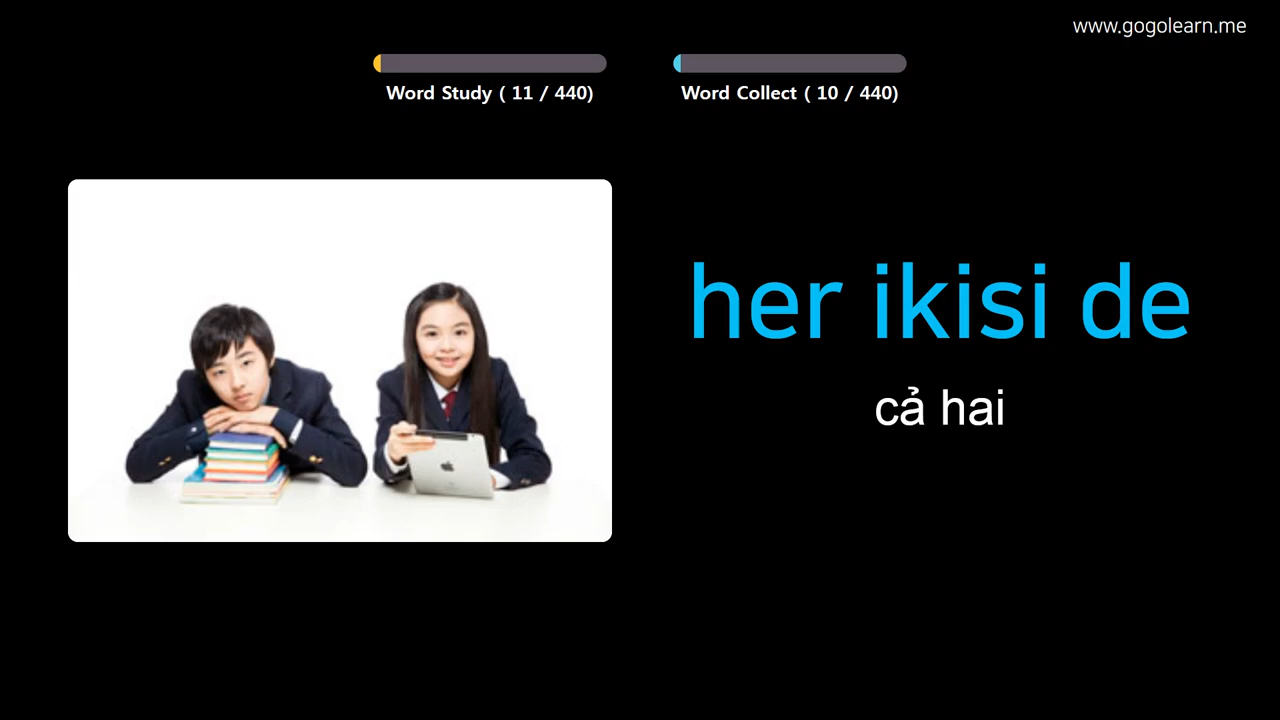 www.gogolearn.me
Word Study ( 11 / 440)
Word Collect ( 10 / 440)
her ikisi de
cả hai